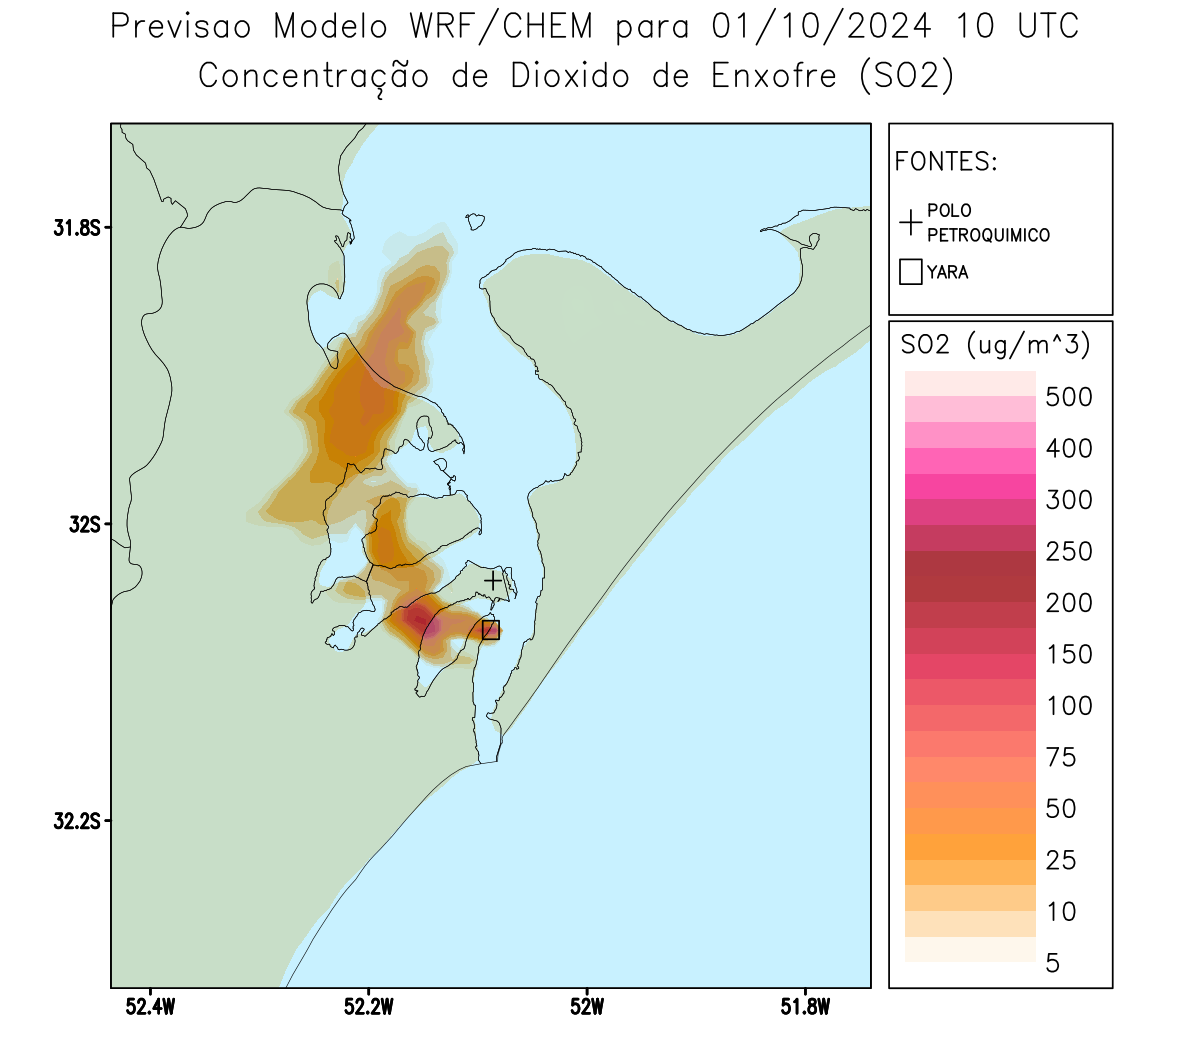 Previsao Modelo WRF/CHEM para 01/10/2024 10 UTC
Concentração de Dioxido de Enxofre (SO2)
FONTES:
POLO
PETROQUIMICO
YARA
SO2 (ug/m^3)
500
400
300
250
200
150
100
75
50
25
10
5
31.8S
32S
32.2S
52.4W
52.2W
52W
51.8W